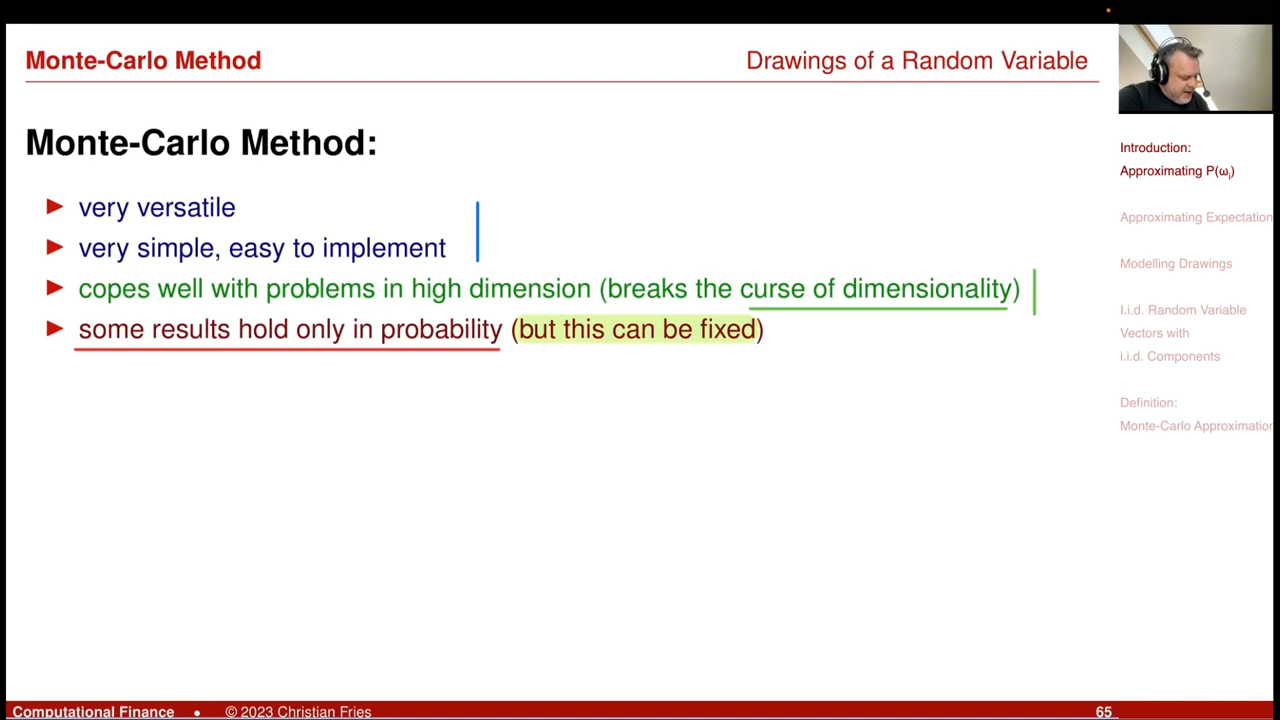 Monte-Carlo Method
Drawings of a Random Variable
Monte-Carlo Method:
very versatile
very simple, easy to implement
copes well with problems in high dimension (breaks the curse of dimensionality)
some results hold only in probability (but this can be fixed)
Introduction:
Approximating P(ωᵢ)
Approximating Expectation
Modelling Drawings
I.i.d. Random Variable
Vectors with
i.i.d. Components
Definition:
Monte-Carlo Approximation
Computational Finance • © 2023 Christian Fries
65